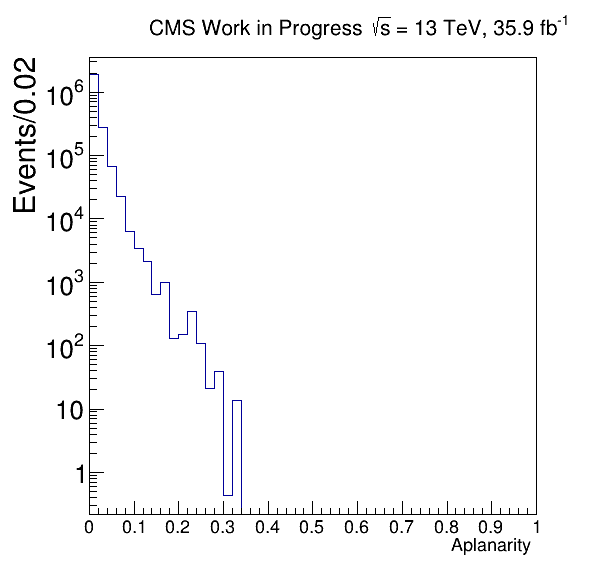 CMS Work in Progress √s = 13 TeV, 35.9 fb⁻¹
Events/0.02
10⁶
10⁵
10⁴
10³
10²
10
1
0 0.1 0.2 0.3 0.4 0.5 0.6 0.7 0.8 0.9 1
Aplanarity